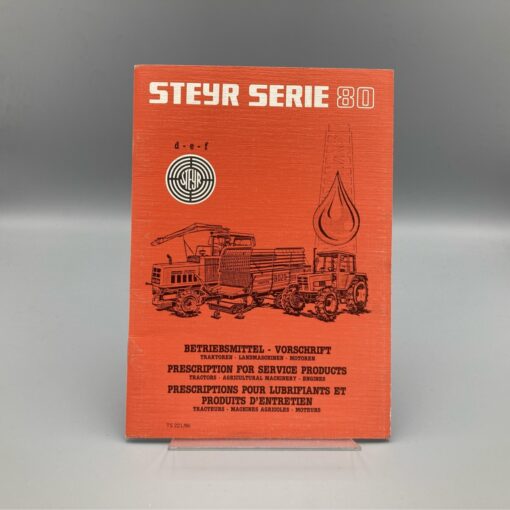 STEYR SERIE 80
d - e - f
STEYR
BETRIEBSMITTEL - VORSCHRIFT
TRAKTOREN - LANDMASCHINEN - MOTOREN
PRESCRIPTION FOR SERVICE PRODUCTS
TRACTORS - AGRICULTURAL MACHINERY - ENGINES
PRESCRIPTIONS POUR LUBRIFIANTS ET
PRODUITS D'ENTRETIEN
TRACTEURS - MACHINES AGRICOLES - MOTEURS